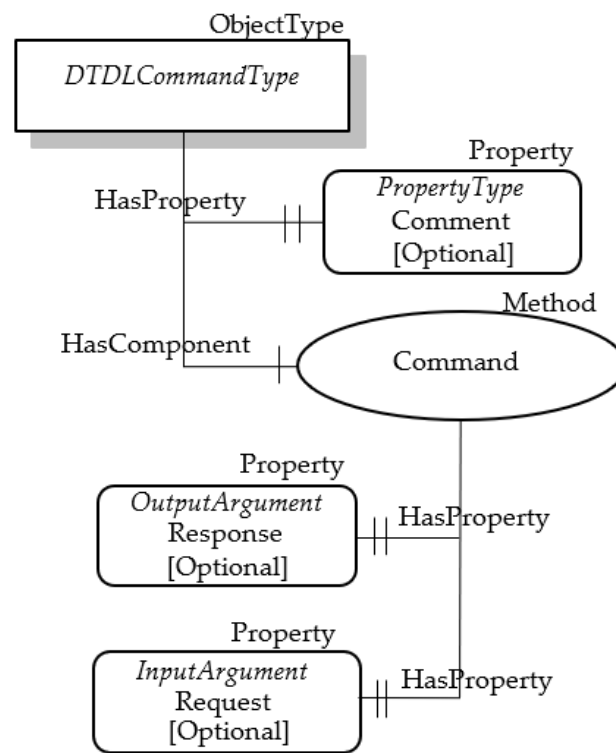 ObjectType
DTDLCommandType
Property
HasProperty
PropertyType
Comment
[Optional]
Method
HasComponent
Command
Property
OutputArgument
HasProperty
Response
[Optional]
Property
InputArgument
HasProperty
Request
[Optional]